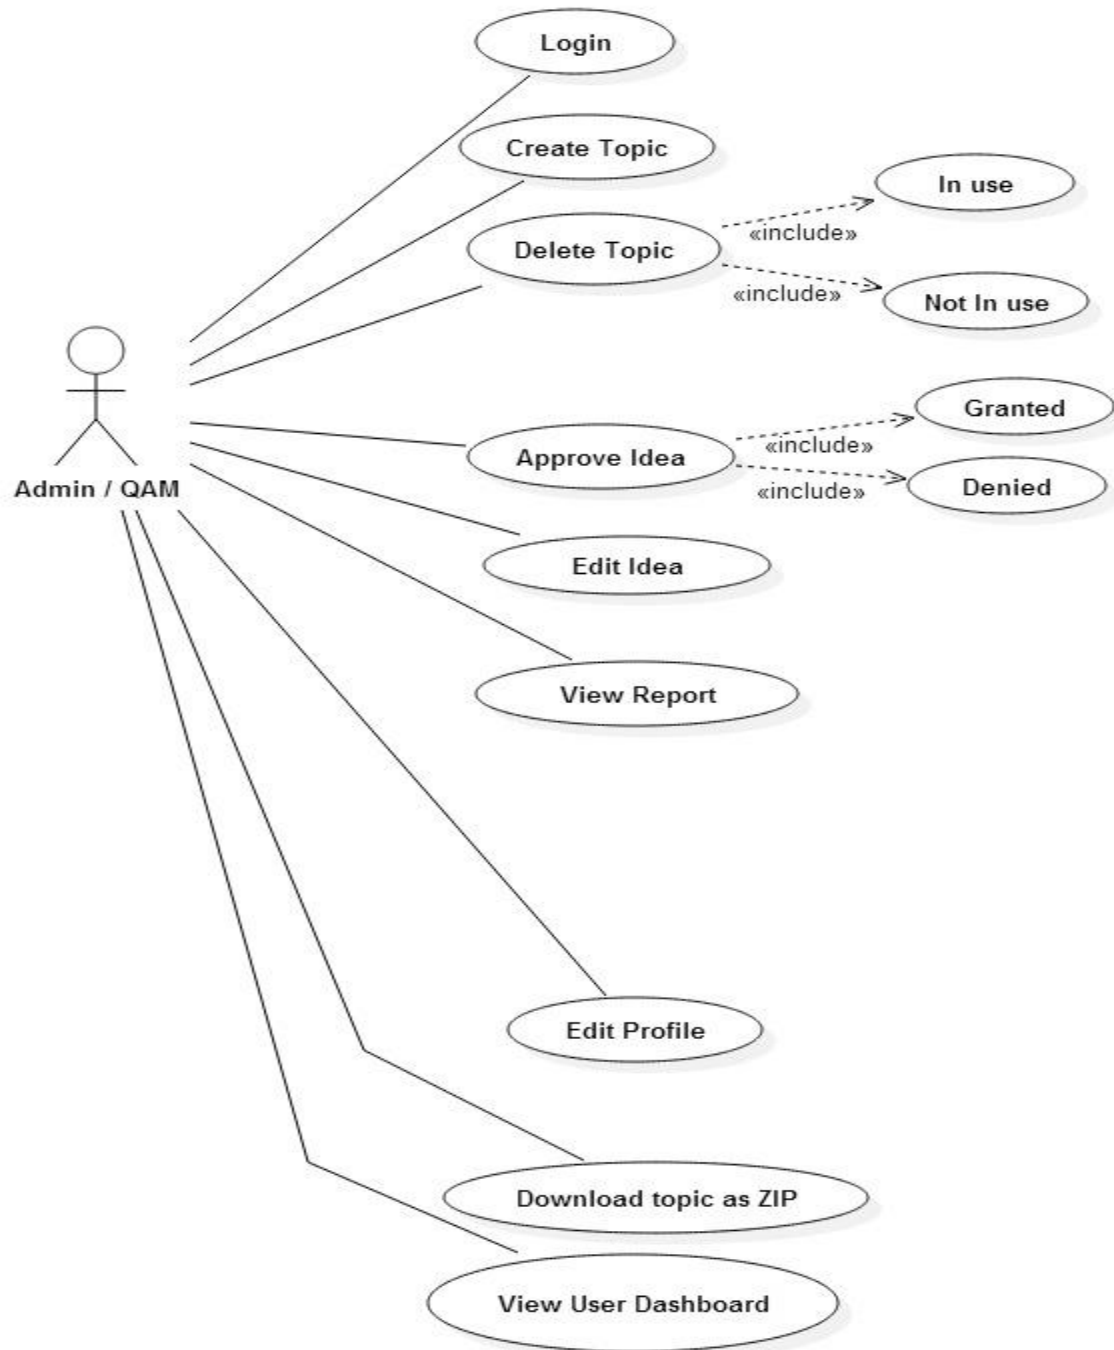 Login
Create Topic
In use
«include»
Delete Topic
«include»
Not In use
Granted
«include»
Approve Idea
«include»
Denied
Admin / QAM
Edit Idea
View Report
Edit Profile
Download topic as ZIP
View User Dashboard